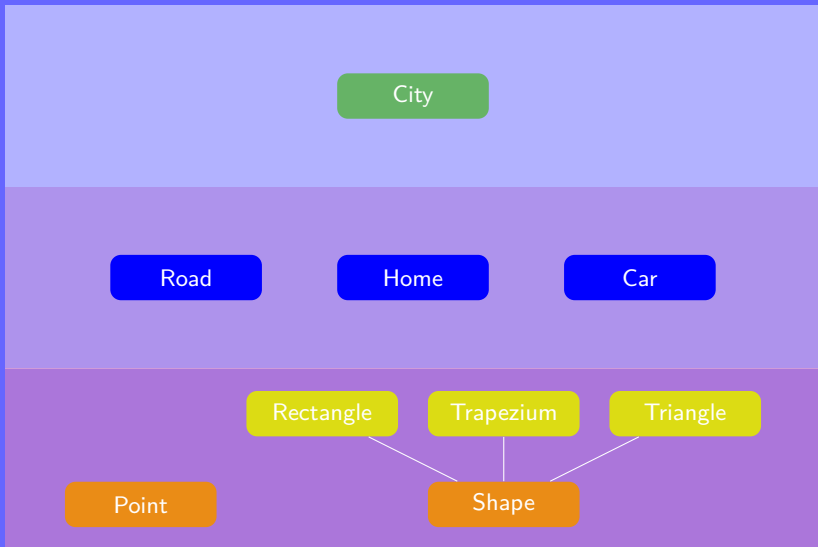 City
Road
Home
Car
Rectangle
Trapezium
Triangle
Point
Shape